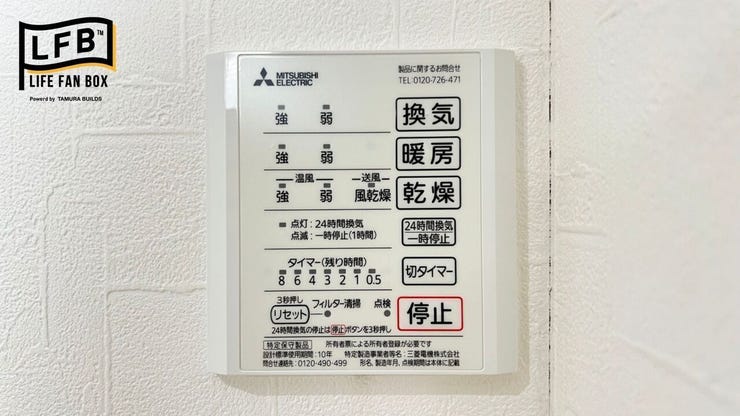 LFB™
LIFE FAN BOX
Powerd by TAMURA BUILDS
MITSUBISHI
ELECTRIC
製品に関するお問合せ
TEL:0120-726-471
強 弱 換気
強 弱 暖房
温風 送風
強 弱 風乾燥 乾燥
点灯:24時間換気
点滅:一時停止(1時間)
24時間換気
一時停止
タイマー(残り時間)
8 6 4 3 2 1 0.5
切タイマー
3秒押し
リセット フィルター清掃 点検
停止
24時間換気の停止は停止ボタンを3秒押し
特定保守製品 所有者票による所有者登録が必要です
設計標準使用期間:10年 特定製造事業者等名:三菱電機株式会社
問合せ連絡先:0120-490-499 形名、製造年月、点検期間は本体に記載